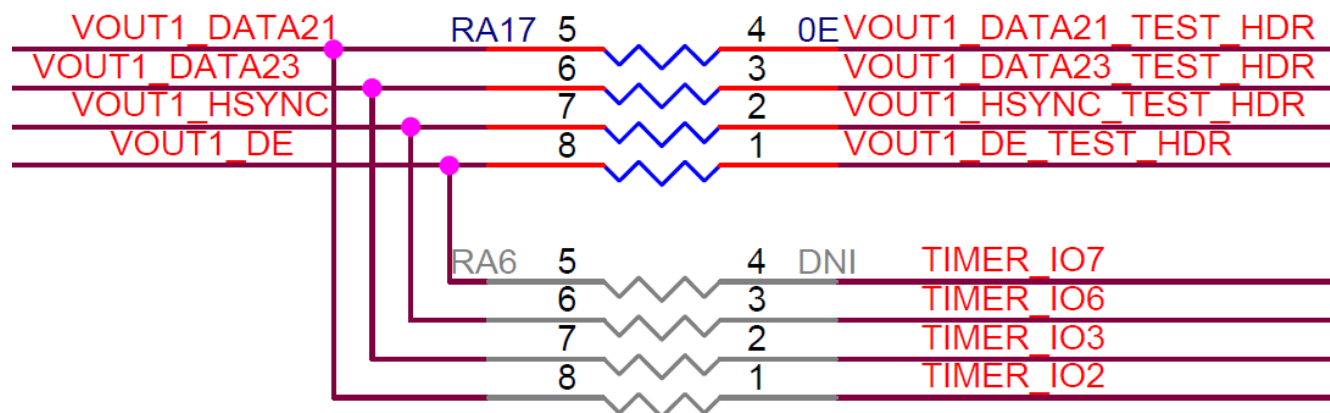 VOUT1_DATA21 RA17 5 4 0E VOUT1_DATA21_TEST_HDR
VOUT1_DATA23 6 3 VOUT1_DATA23_TEST_HDR
VOUT1_HSYNC 7 2 VOUT1_HSYNC_TEST_HDR
VOUT1_DE 8 1 VOUT1_DE_TEST_HDR
RA6 5 4 DNI TIMER_IO7
6 3 TIMER_IO6
7 2 TIMER_IO3
8 1 TIMER_IO2